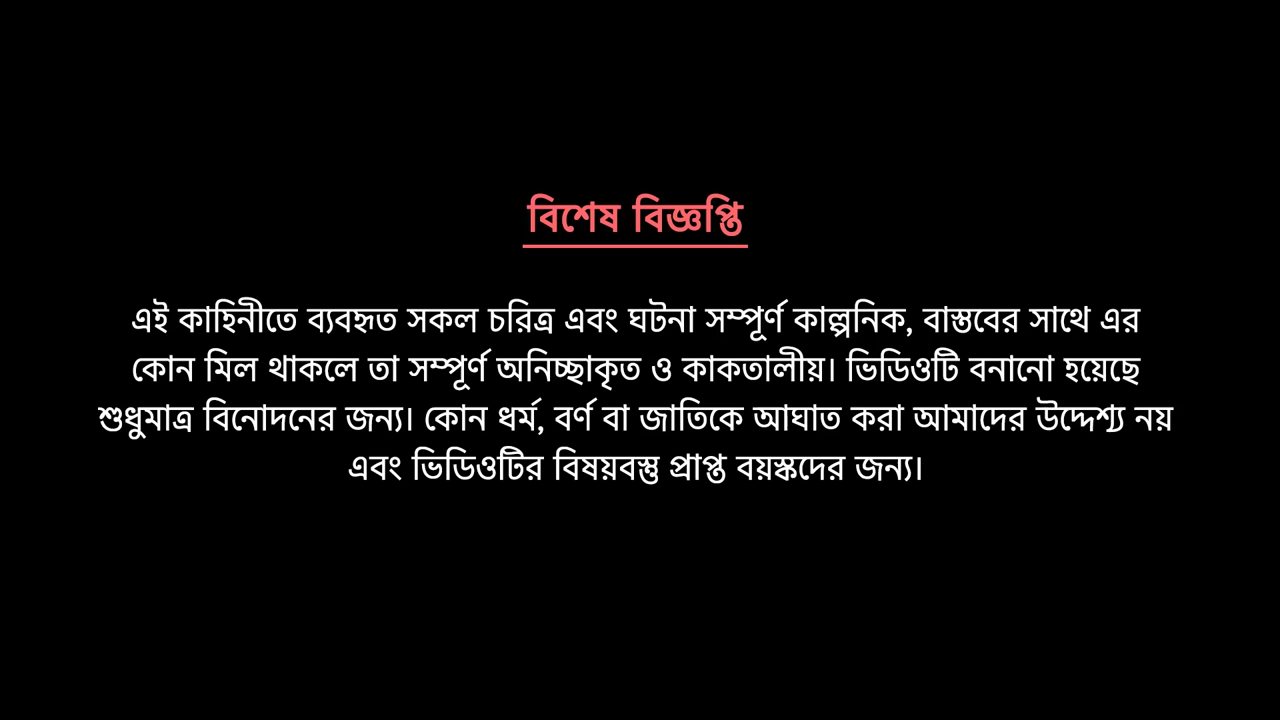 বিশেষ বিজ্ঞপ্তি
এই কাহিনীতে ব্যবহৃত সকল চরিত্র এবং ঘটনা সম্পূর্ণ কাল্পনিক, বাস্তবের সাথে এর
কোন মিল থাকলে তা সম্পূর্ণ অনিচ্ছাকৃত ও কাকতালীয়। ভিডিওটি বনানো হয়েছে
শুধুমাত্র বিনোদনের জন্য। কোন ধর্ম, বর্ণ বা জাতিকে আঘাত করা আমাদের উদ্দেশ্য নয়
এবং ভিডিওটির বিষয়বস্তু প্রাপ্ত বয়স্কদের জন্য।